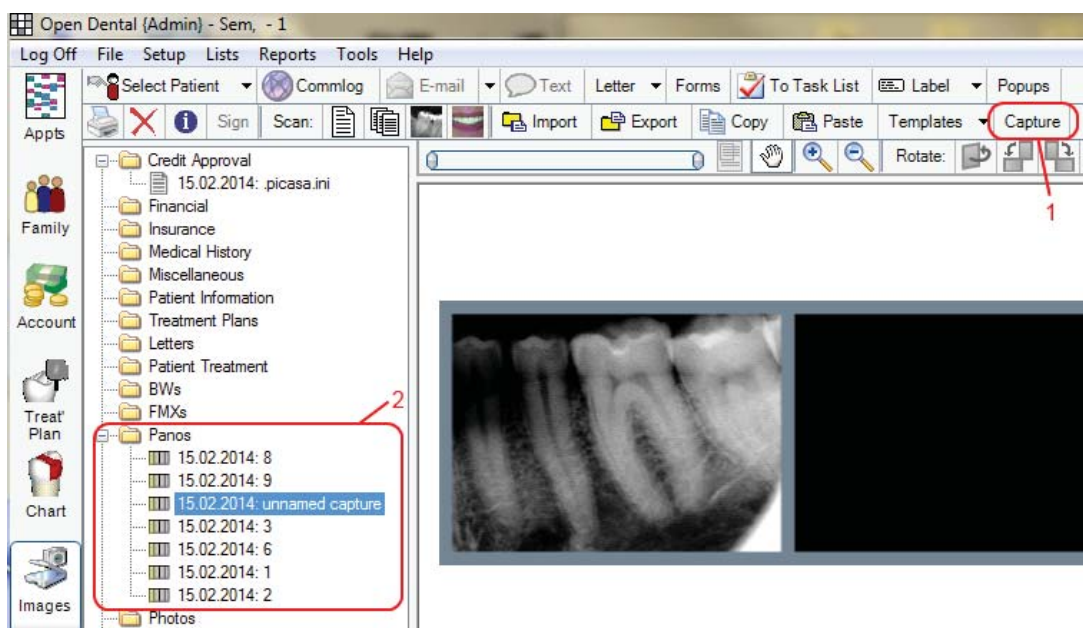 Open Dental {Admin} - Sem, - 1
Log Off File Setup Lists Reports Tools Help
Select Patient Commlog E-mail Text Letter Forms To Task List Label Popups
Sign Scan: Import Export Copy Paste Templates Capture
Rotate:
1
Appts
Family
Account
Treat'
Plan
Chart
Images
Credit Approval
15.02.2014: .picasa.ini
Financial
Insurance
Medical History
Miscellaneous
Patient Information
Treatment Plans
Letters
Patient Treatment
BWs
FMXs
2
Panos
15.02.2014: 8
15.02.2014: 9
15.02.2014: unnamed capture
15.02.2014: 3
15.02.2014: 6
15.02.2014: 1
15.02.2014: 2
Photos